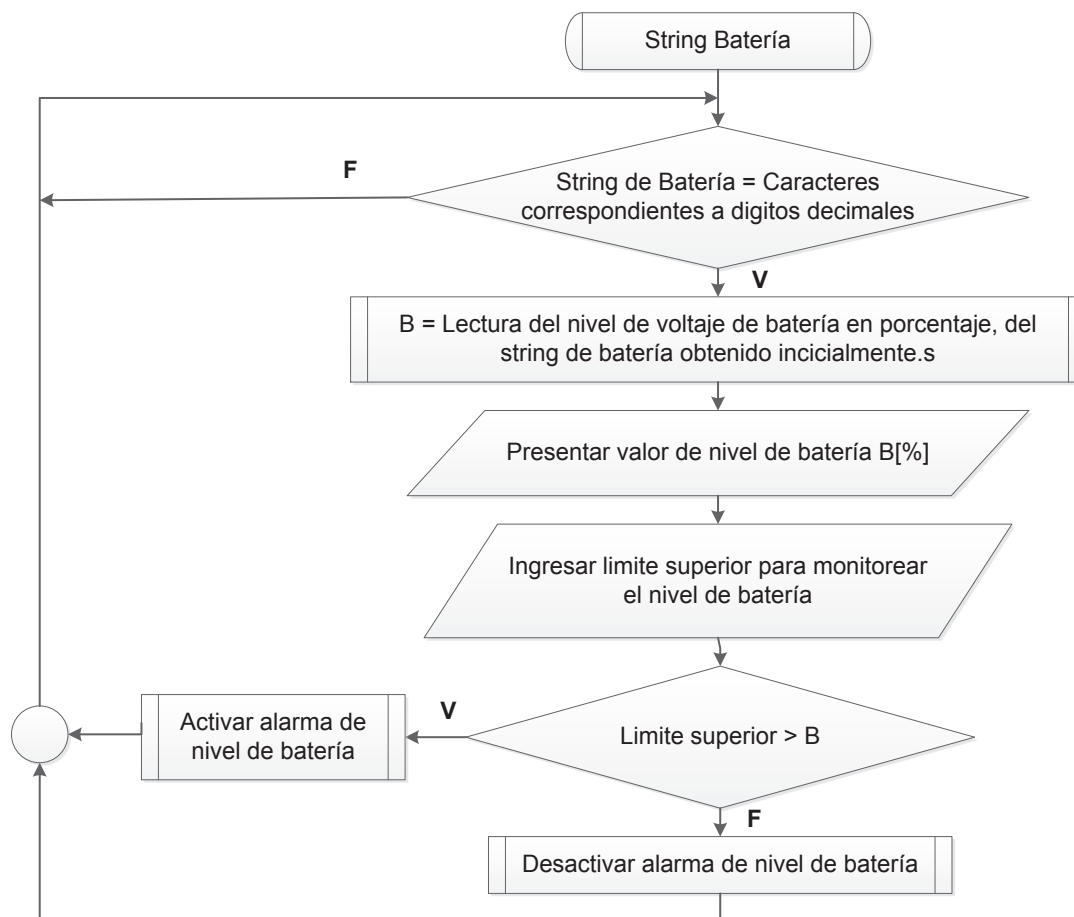 String Batería
F
String de Batería = Caracteres
correspondientes a digitos decimales
V
B = Lectura del nivel de voltaje de batería en porcentaje, del
string de batería obtenido incicialmente.s
Presentar valor de nivel de batería B[%]
Ingresar limite superior para monitorear
el nivel de batería
Activar alarma de
nivel de batería
V
Limite superior > B
F
Desactivar alarma de nivel de batería